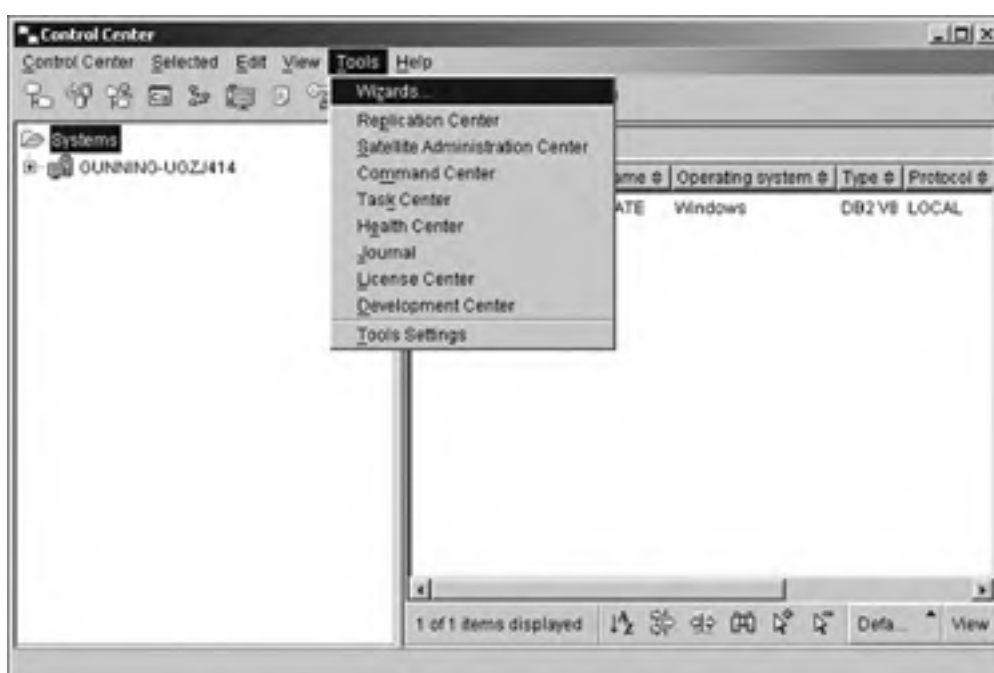 Control Center
Control Center Selected Edit View Tools Help
Wizards...
Replication Center
Satellite Administration Center
Command Center
Task Center
Health Center
Journal
License Center
Development Center
Tools Settings
Systems
GUNNING-UGZJ414
ame Operating system Type Protocol
ATE Windows DB2 V8 LOCAL
1 of 1 items displayed Defa... View